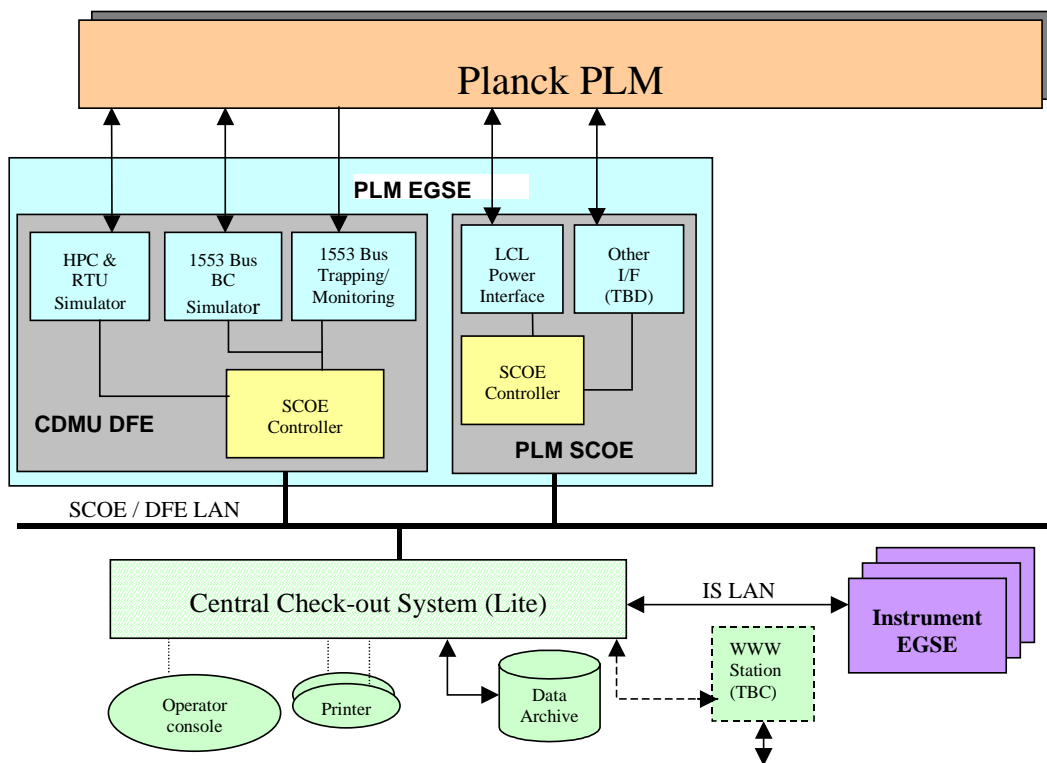 Planck PLM
PLM EGSE
HPC &
RTU
Simulator
1553 Bus
BC
Simulator
1553 Bus
Trapping/
Monitoring
LCL
Power
Interface
Other
I/F
(TBD)
SCOE
Controller
CDMU DFE
SCOE
Controller
PLM SCOE
SCOE / DFE LAN
Central Check-out System (Lite)
IS LAN
Instrument
EGSE
WWW
Station
(TBC)
Operator
console
Printer
Data
Archive